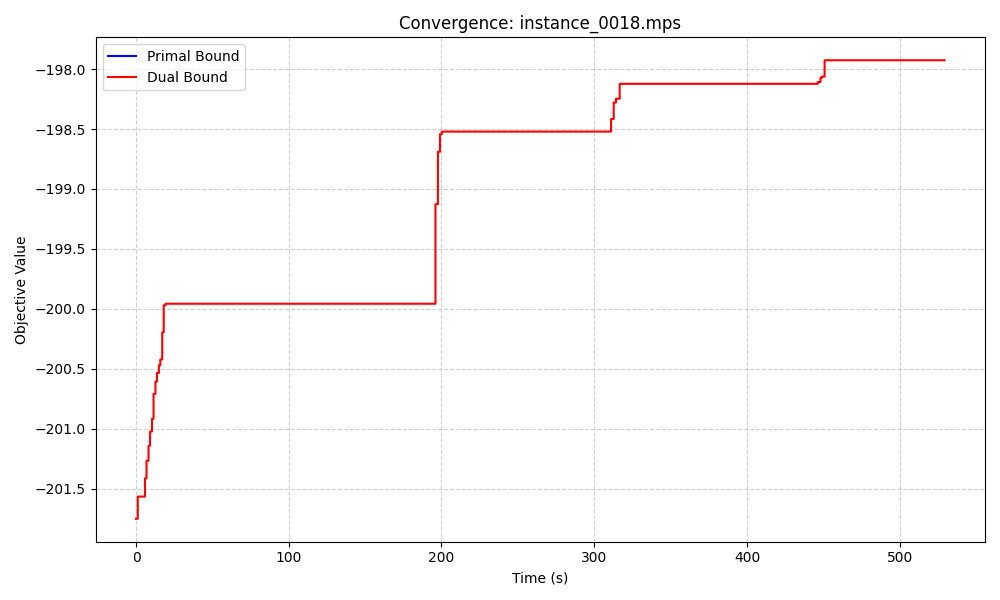 Convergence: instance_0018.mps
Primal Bound
Dual Bound
Objective Value
−198.0
−198.5
−199.0
−199.5
−200.0
−200.5
−201.0
−201.5
0 100 200 300 400 500
Time (s)